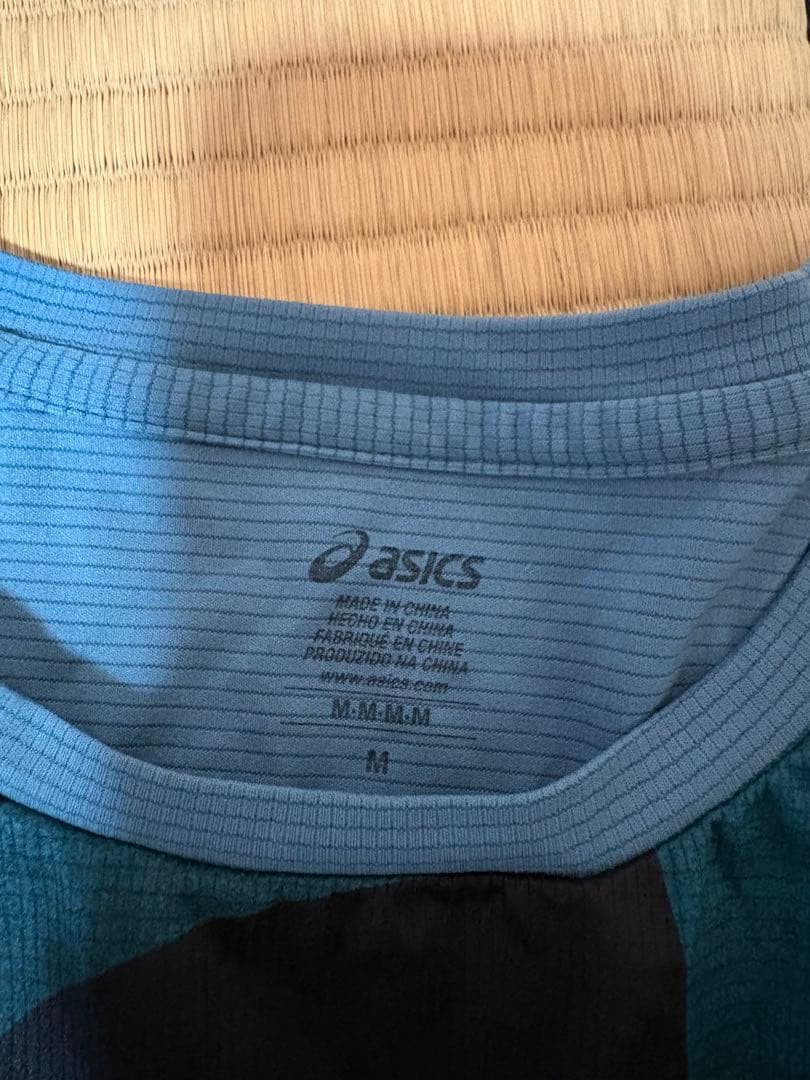 asics
MADE IN CHINA
HECHO EN CHINA
FABRIQUÉ EN CHINE
PRODUZIDO NA CHINA
www.asics.com
M·M·M·M
M